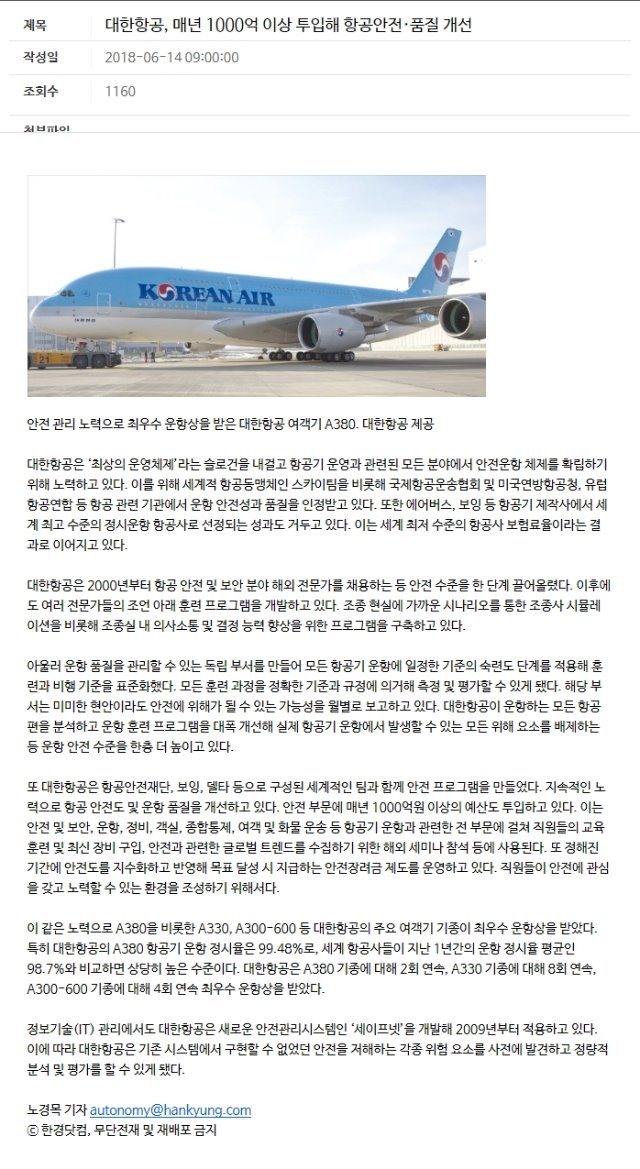 제목 대한항공, 매년 1000억 이상 투입해 항공안전·품질 개선
작성일 2018-06-14 09:00:00
조회수 1160
첨부파일
KOREAN AIR
21
안전 관리 노력으로 최우수 운항상을 받은 대한항공 여객기 A380. 대한항공 제공
대한항공은 ‘최상의 운영체제’라는 슬로건을 내걸고 항공기 운영과 관련된 모든 분야에서 안전운항 체제를 확립하기
위해 노력하고 있다. 이를 위해 세계적 항공동맹체인 스카이팀을 비롯해 국제항공운송협회 및 미국연방항공청, 유럽
항공연합 등 항공 관련 기관에서 운항 안전성과 품질을 인정받고 있다. 또한 에어버스, 보잉 등 항공기 제작사에서 세
계 최고 수준의 정시운항 항공사로 선정되는 성과도 거두고 있다. 이는 세계 최저 수준의 항공사 보험료율이라는 결
과로 이어지고 있다.
대한항공은 2000년부터 항공 안전 및 보안 분야 해외 전문가를 채용하는 등 안전 수준을 한 단계 끌어올렸다. 이후에
도 여러 전문가들의 조언 아래 훈련 프로그램을 개발하고 있다. 조종 현실에 가까운 시나리오를 통한 조종사 시뮬레
이션을 비롯해 조종실 내 의사소통 및 결정 능력 향상을 위한 프로그램을 구축하고 있다.
아울러 운항 품질을 관리할 수 있는 독립 부서를 만들어 모든 항공기 운항에 일정한 기준의 숙련도 단계를 적용해 훈
련과 비행 기준을 표준화했다. 모든 훈련 과정을 정확한 기준과 규정에 의거해 측정 및 평가할 수 있게 됐다. 해당 부
서는 미미한 현안이라도 안전에 위해가 될 수 있는 가능성을 월별로 보고하고 있다. 대한항공이 운항하는 모든 항공
편을 분석하고 운항 훈련 프로그램을 대폭 개선해 실제 항공기 운항에서 발생할 수 있는 모든 위해 요소를 배제하는
등 운항 안전 수준을 한층 더 높이고 있다.
또 대한항공은 항공안전재단, 보잉, 델타 등으로 구성된 세계적인 팀과 함께 안전 프로그램을 만들었다. 지속적인 노
력으로 항공 안전도 및 운항 품질을 개선하고 있다. 안전 부문에 매년 1000억원 이상의 예산도 투입하고 있다. 이는
안전 및 보안, 운항, 정비, 객실, 종합통제, 여객 및 화물 운송 등 항공기 운항과 관련한 전 부문에 걸쳐 직원들의 교육
훈련 및 최신 장비 구입, 안전과 관련한 글로벌 트렌드를 수집하기 위한 해외 세미나 참석 등에 사용된다. 또 정해진
기간에 안전도를 지수화하고 반영해 목표 달성 시 지급하는 안전장려금 제도를 운영하고 있다. 직원들이 안전에 관심
을 갖고 노력할 수 있는 환경을 조성하기 위해서다.
이 같은 노력으로 A380을 비롯한 A330, A300-600 등 대한항공의 주요 여객기 기종이 최우수 운항상을 받았다.
특히 대한항공의 A380 항공기 운항 정시율은 99.48%로, 세계 항공사들이 지난 1년간의 운항 정시율 평균인
98.7%와 비교하면 상당히 높은 수준이다. 대한항공은 A380 기종에 대해 2회 연속, A330 기종에 대해 8회 연속,
A300-600 기종에 대해 4회 연속 최우수 운항상을 받았다.
정보기술(IT) 관리에서도 대한항공은 새로운 안전관리시스템인 ‘세이프넷’을 개발해 2009년부터 적용하고 있다.
이에 따라 대한항공은 기존 시스템에서 구현할 수 없었던 안전을 저해하는 각종 위험 요소를 사전에 발견하고 정량적
분석 및 평가를 할 수 있게 됐다.
노경목 기자 autonomy@hankyung.com
ⓒ 한경닷컴, 무단전재 및 재배포 금지